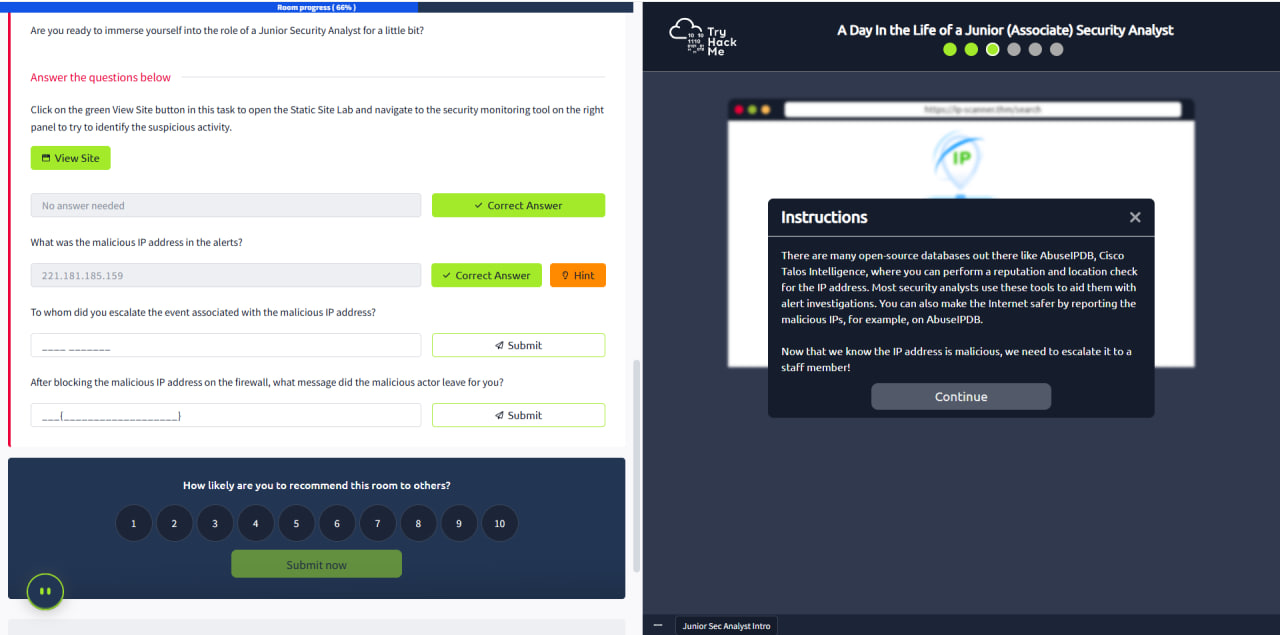 Room progress ( 66% )
Are you ready to immerse yourself into the role of a Junior Security Analyst for a little bit?
Answer the questions below
Click on the green View Site button in this task to open the Static Site Lab and navigate to the security monitoring tool on the right
panel to try to identify the suspicious activity.
View Site
No answer needed
Correct Answer
What was the malicious IP address in the alerts?
221.181.185.159
Correct Answer
Hint
To whom did you escalate the event associated with the malicious IP address?
____ _______
Submit
After blocking the malicious IP address on the firewall, what message did the malicious actor leave for you?
___{___________________}
Submit
How likely are you to recommend this room to others?
1 2 3 4 5 6 7 8 9 10
Submit now
Try
Hack
Me
A Day In the Life of a Junior (Associate) Security Analyst
https://ip-scanner.thm/search
IP
Instructions
There are many open-source databases out there like AbuseIPDB, Cisco
Talos Intelligence, where you can perform a reputation and location check
for the IP address. Most security analysts use these tools to aid them with
alert investigations. You can also make the Internet safer by reporting the
malicious IPs, for example, on AbuseIPDB.
Now that we know the IP address is malicious, we need to escalate it to a
staff member!
Continue
Junior Sec Analyst Intro